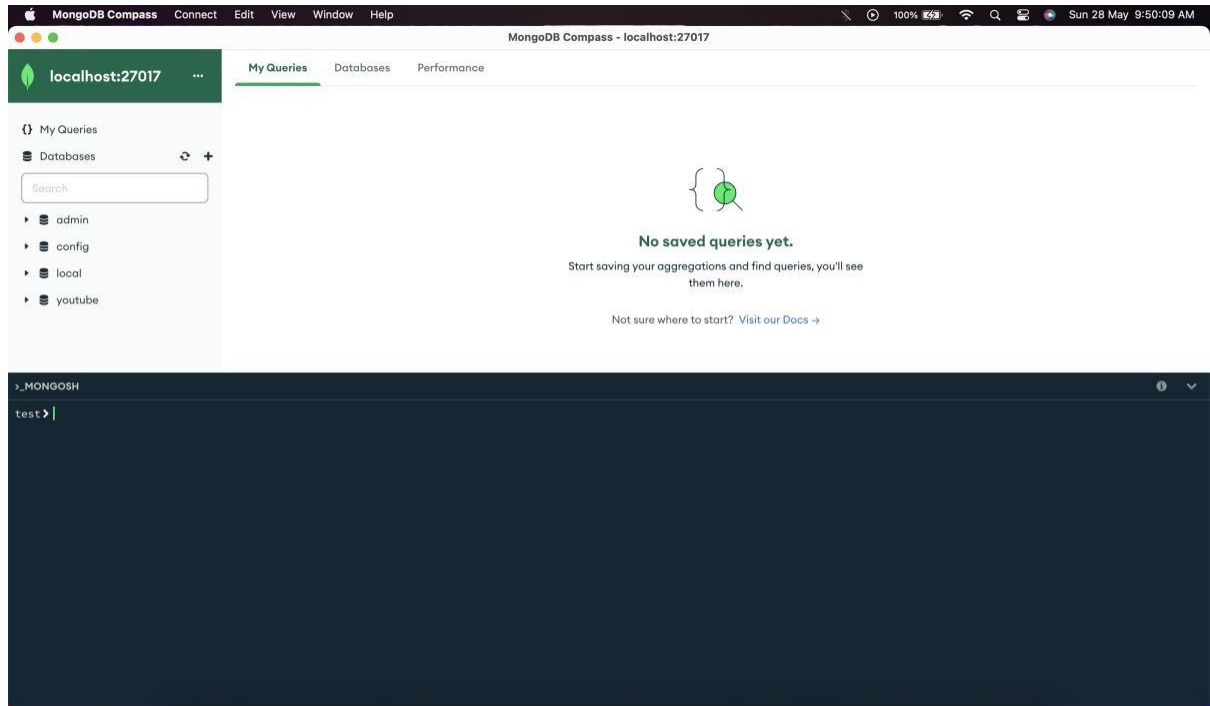 MongoDB Compass Connect Edit View Window Help 100% Sun 28 May 9:50:09 AM
MongoDB Compass - localhost:27017
localhost:27017 ...
My Queries Databases Performance
{} My Queries
Databases
Search
admin
config
local
youtube
No saved queries yet.
Start saving your aggregations and find queries, you'll see
them here.
Not sure where to start? Visit our Docs →
>_MONGOSH
test>